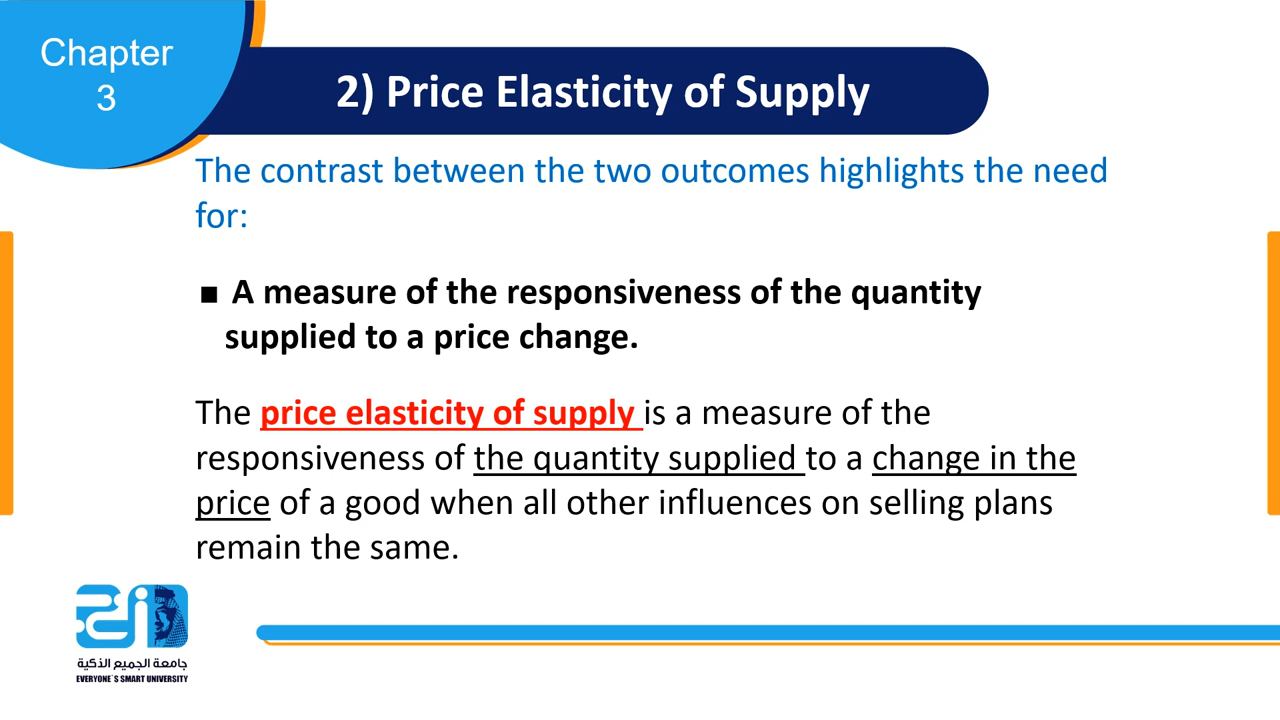 Chapter
3
2) Price Elasticity of Supply
The contrast between the two outcomes highlights the need
for:
■ A measure of the responsiveness of the quantity
supplied to a price change.
The price elasticity of supply is a measure of the
responsiveness of the quantity supplied to a change in the
price of a good when all other influences on selling plans
remain the same.
جامعة الجميع الذكية
EVERYONE`S SMART UNIVERSITY